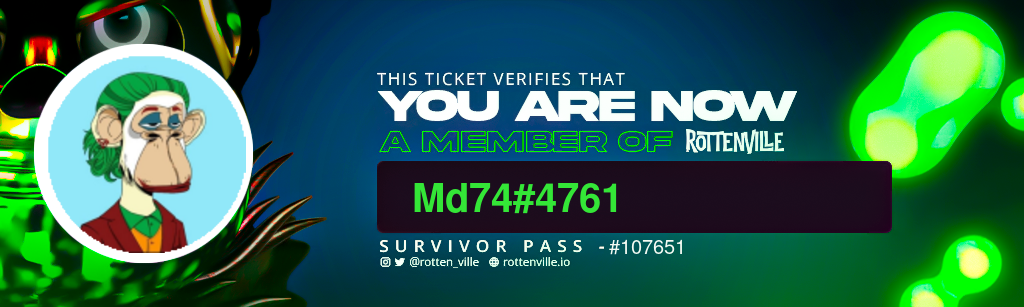 THIS TICKET VERIFIES THAT
YOU ARE NOW
A MEMBER OF ROTTENVILLE
Md74#4761
SURVIVOR PASS - #107651
@rotten_ville rottenville.io